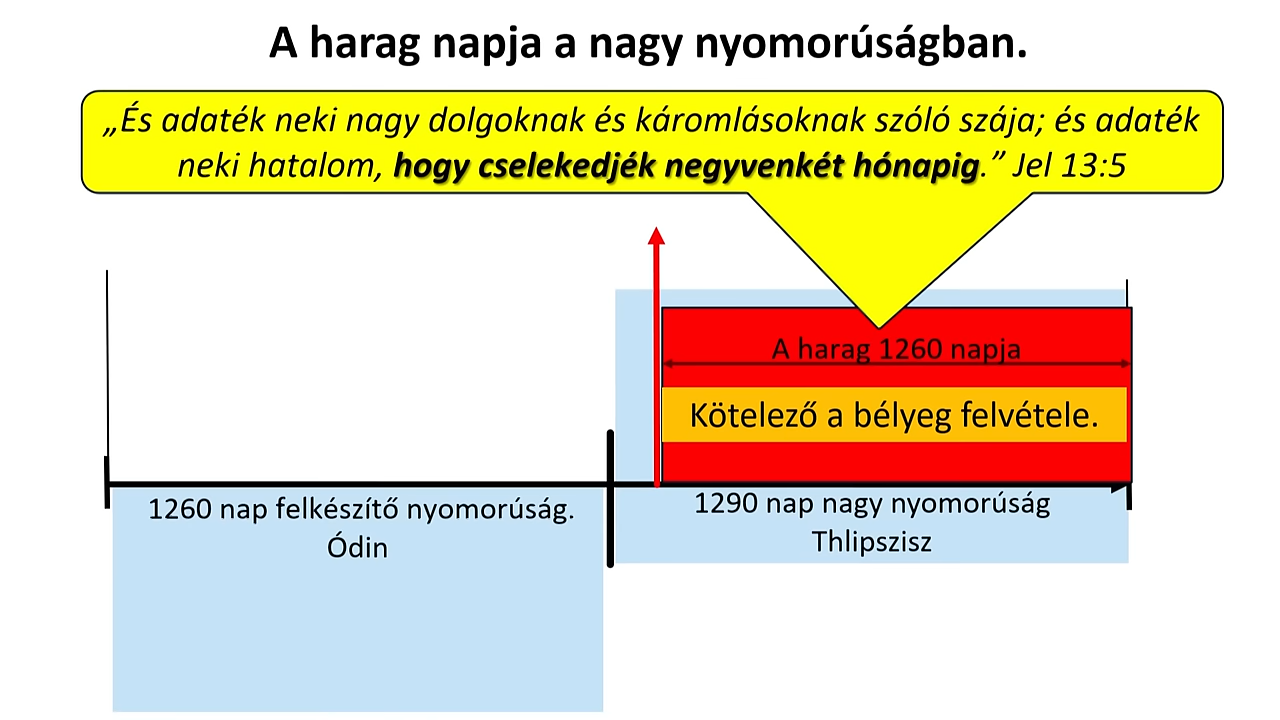 A harag napja a nagy nyomorúságban.
„És adaték neki nagy dolgoknak és káromlásoknak szóló szája; és adaték
neki hatalom, hogy cselekedjék negyvenkét hónapig.” Jel 13:5
A harag 1260 napja
Kötelező a bélyeg felvétele.
1260 nap felkészítő nyomorúság.
Ódin
1290 nap nagy nyomorúság
Thlipszisz